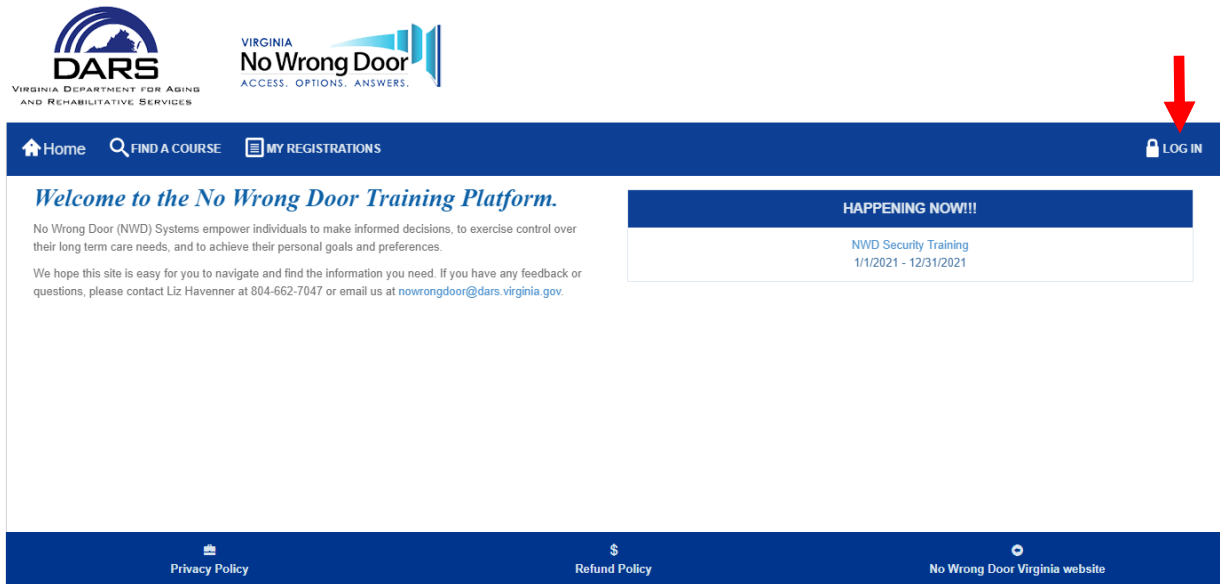 DARS
VIRGINIA DEPARTMENT FOR AGING
AND REHABILITATIVE SERVICES
VIRGINIA
No Wrong Door
ACCESS. OPTIONS. ANSWERS.
Home FIND A COURSE MY REGISTRATIONS LOG IN
Welcome to the No Wrong Door Training Platform.
No Wrong Door (NWD) Systems empower individuals to make informed decisions, to exercise control over
their long term care needs, and to achieve their personal goals and preferences.
We hope this site is easy for you to navigate and find the information you need. If you have any feedback or
questions, please contact Liz Havenner at 804-662-7047 or email us at nowrongdoor@dars.virginia.gov.
HAPPENING NOW!!!
NWD Security Training
1/1/2021 - 12/31/2021
Privacy Policy
$
Refund Policy
No Wrong Door Virginia website